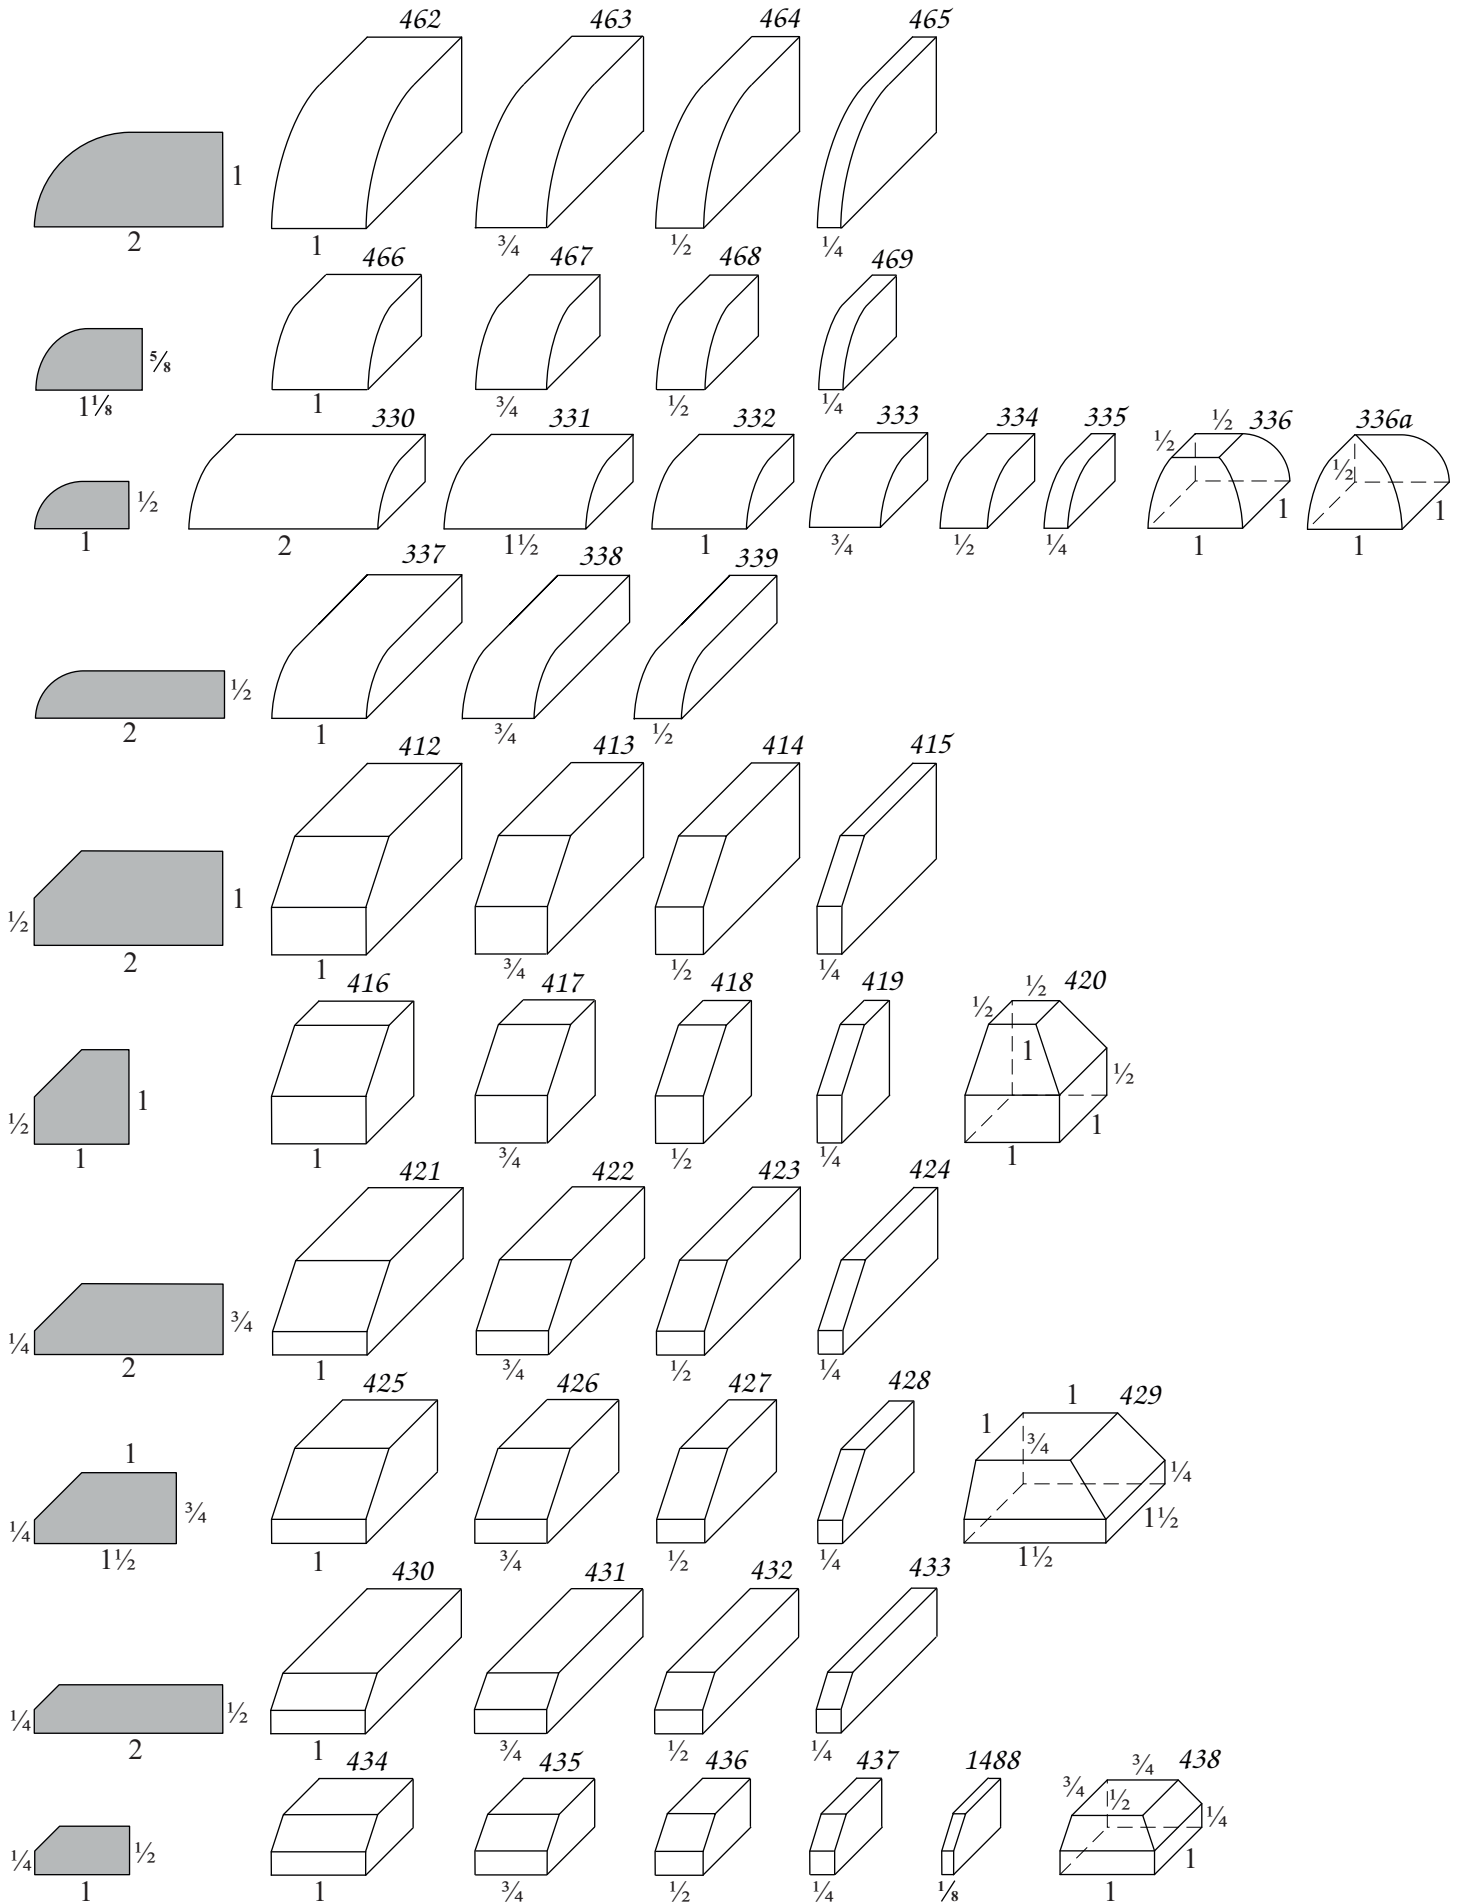 462 463 464 465
1
2 1 ¾ ½ ¼
466 467 468 469
⅝
1⅛ 1 ¾ ½ ¼
330 331 332 333 334 335 ½ 336 336a
½ ½ ½
1 2 1½ 1 ¾ ½ ¼ 1 1 1 1
337 338 339
½
2 1 ¾ ½
412 413 414 415
½ 1
2 1 ¾ ½ ¼
416 417 418 419 ½ 420
½
½ 1 1 ½
1 1 ¾ ½ ¼ 1 1
421 422 423 424
¼ ¾
2 1 ¾ ½ ¼
425 426 427 428 1 429
1 1 ¾ ¼
¼ ¾ 1½
1½ 1 ¾ ½ ¼ 1½
430 431 432 433
¼ ½
2 1 ¾ ½ ¼
434 435 436 437 1488 ¾ 438
¾ ½ ¼
¼ ½ 1
1 1 ¾ ½ ¼ ⅛ 1